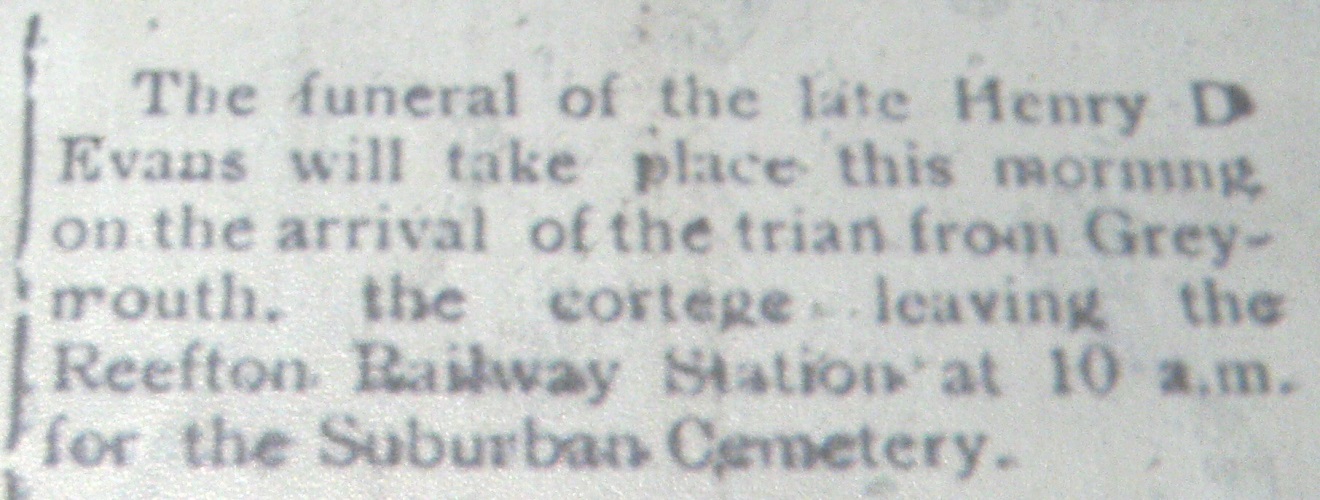 The funeral of the late Henry D
Evans will take place this morning
on the arrival of the trian from Grey-
mouth, the cortege leaving the
Reefton Railway Station at 10 a.m.
for the Suburban Cemetery.